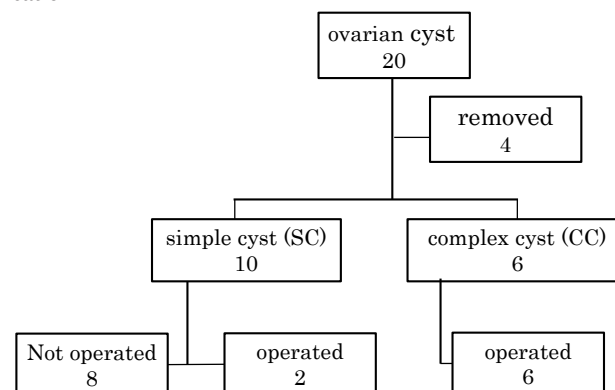 ovarian cyst
20
removed
4
simple cyst (SC)
10
complex cyst (CC)
6
Not operated
8
operated
2
operated
6